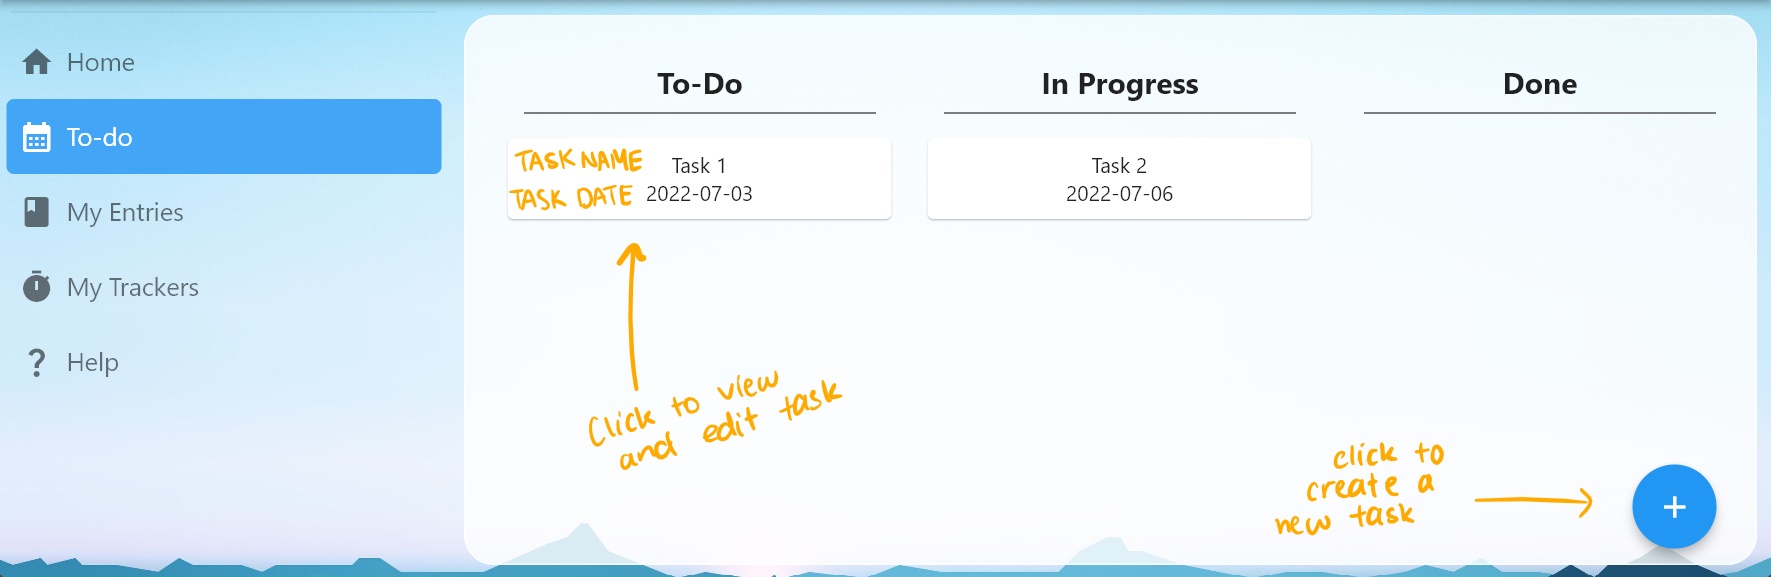 Home
To-do
My Entries
My Trackers
Help
To-Do
TASK NAME Task 1
TASK DATE 2022-07-03
Click to view
and edit task
In Progress
Task 2
2022-07-06
Done
click to
create a
new task
+